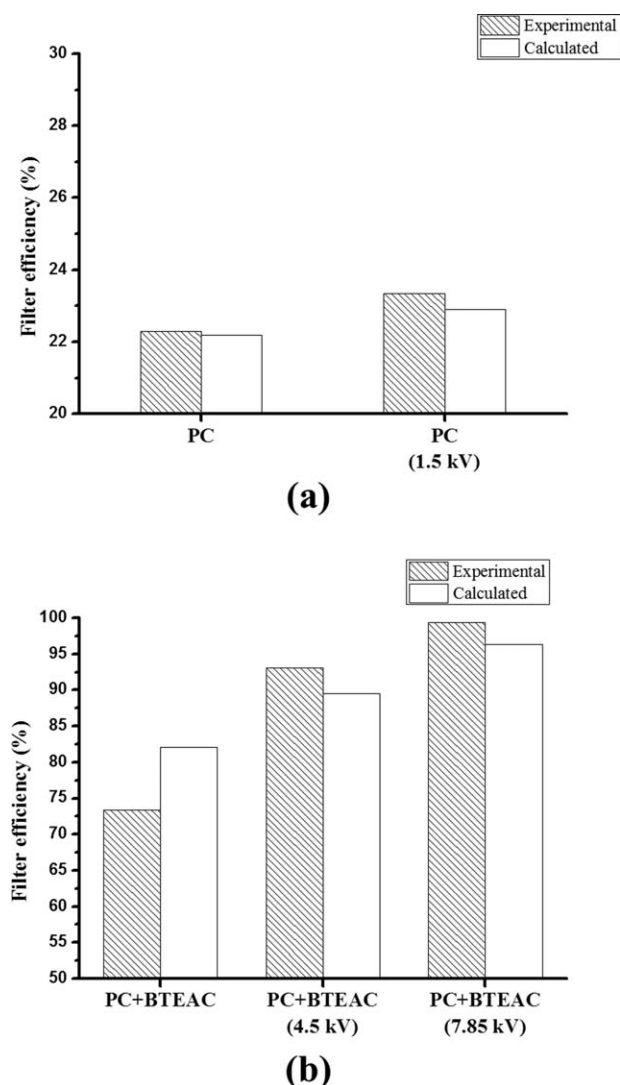 Experimental
Calculated
30
28
26
24
22
20
Filter efficiency (%)
PC
PC
(1.5 kV)
(a)
Experimental
Calculated
100
95
90
85
80
75
70
65
60
55
50
Filter efficiency (%)
PC+BTEAC
PC+BTEAC
PC+BTEAC
(4.5 kV)
(7.85 kV)
(b)